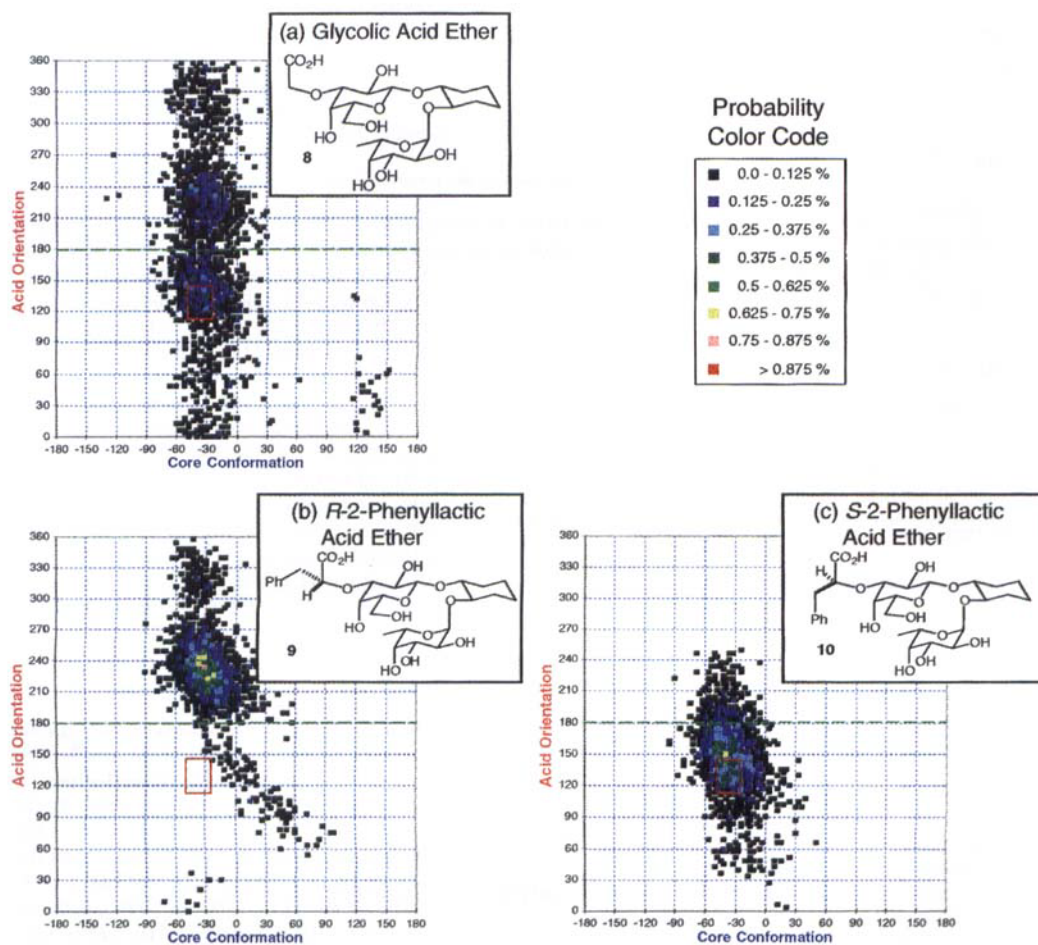 (a) Glycolic Acid Ether
CO₂H
OH
O
O
O
O
OH
HO
O
OH
HO
OH
8
360
330
300
270
240
210
180
150
120
90
60
30
0
Acid Orientation
-180 -150 -120 -90 -60 -30 0 30 60 90 120 150 180
Core Conformation
Probability
Color Code
0.0 - 0.125 %
0.125 - 0.25 %
0.25 - 0.375 %
0.375 - 0.5 %
0.5 - 0.625 %
0.625 - 0.75 %
0.75 - 0.875 %
> 0.875 %
(b) R-2-Phenyllactic
Acid Ether
CO₂H
OH
Ph
H
O
O
O
O
OH
HO
O
OH
HO
OH
9
360
330
300
270
240
210
180
150
120
90
60
30
0
Acid Orientation
-180 -150 -120 -90 -60 -30 0 30 60 90 120 150 180
Core Conformation
(c) S-2-Phenyllactic
Acid Ether
CO₂H
H
OH
O
O
O
O
Ph
OH
HO
O
OH
HO
OH
10
360
330
300
270
240
210
180
150
120
90
60
30
0
Acid Orientation
-180 -150 -120 -90 -60 -30 0 30 60 90 120 150 180
Core Conformation